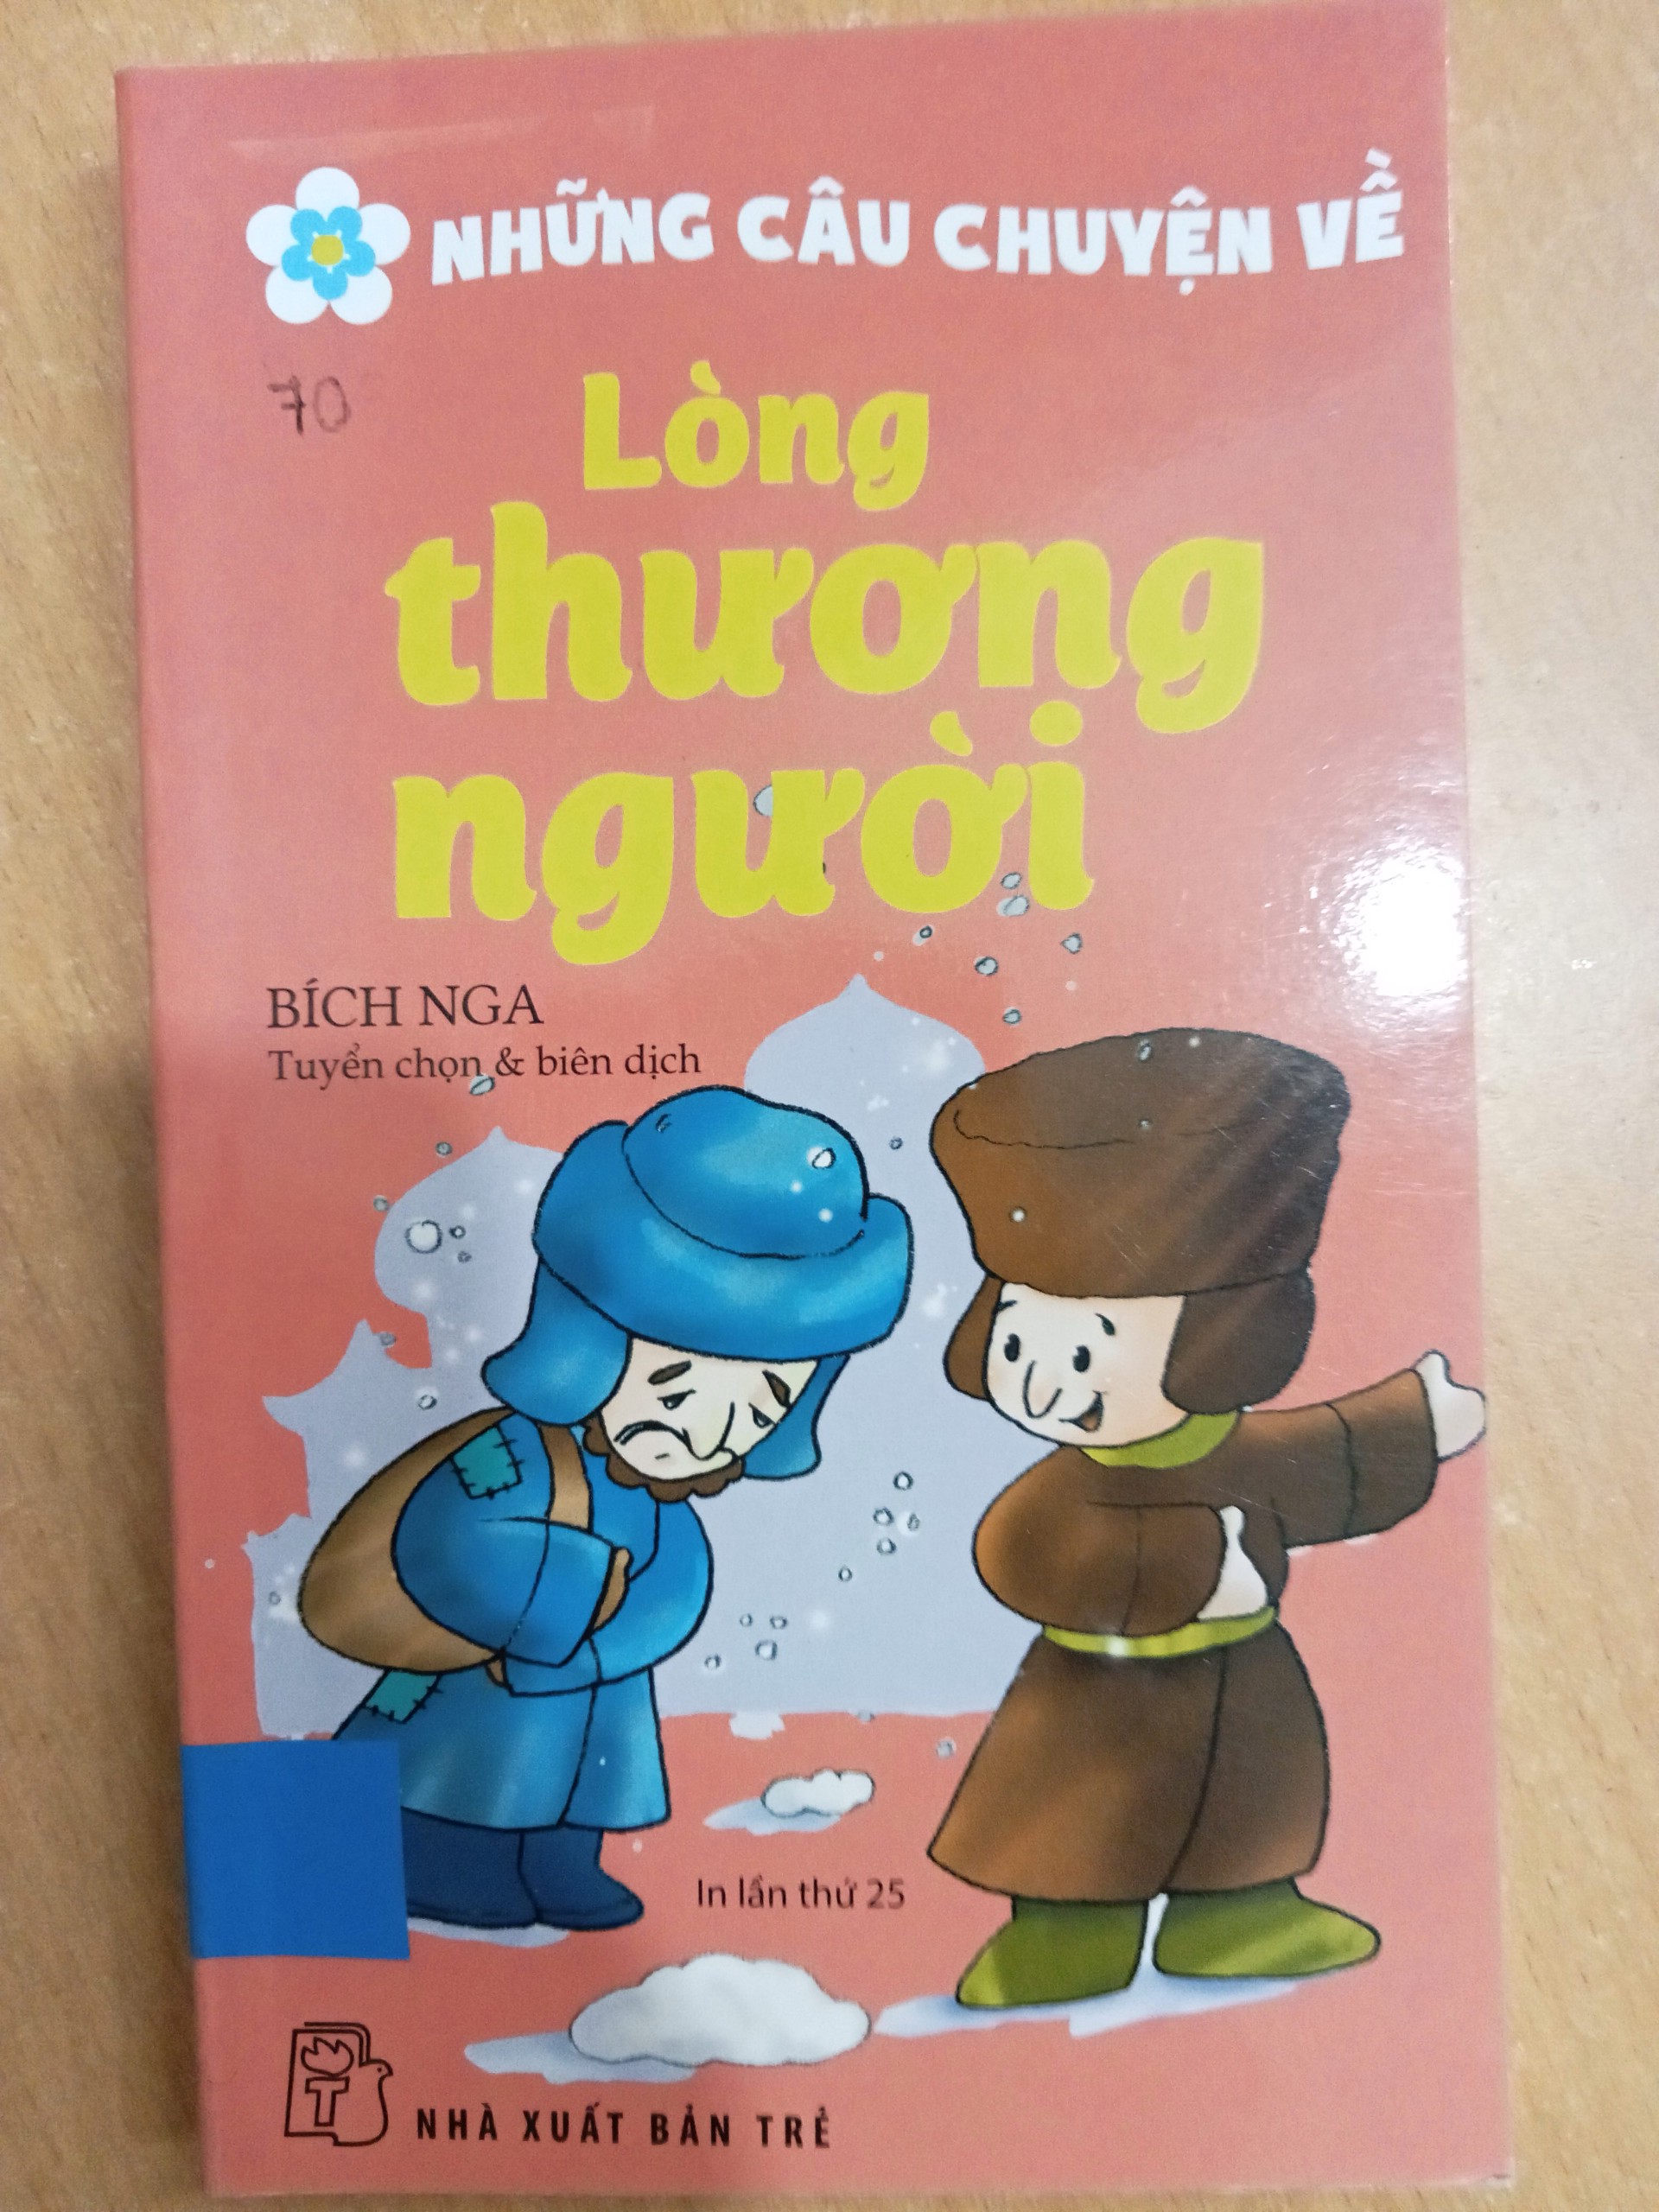 NHỮNG CÂU CHUYỆN VỀ
70
Lòng
thương
người
BÍCH NGA
Tuyển chọn & biên dịch
In lần thứ 25
T
NHÀ XUẤT BẢN TRẺ